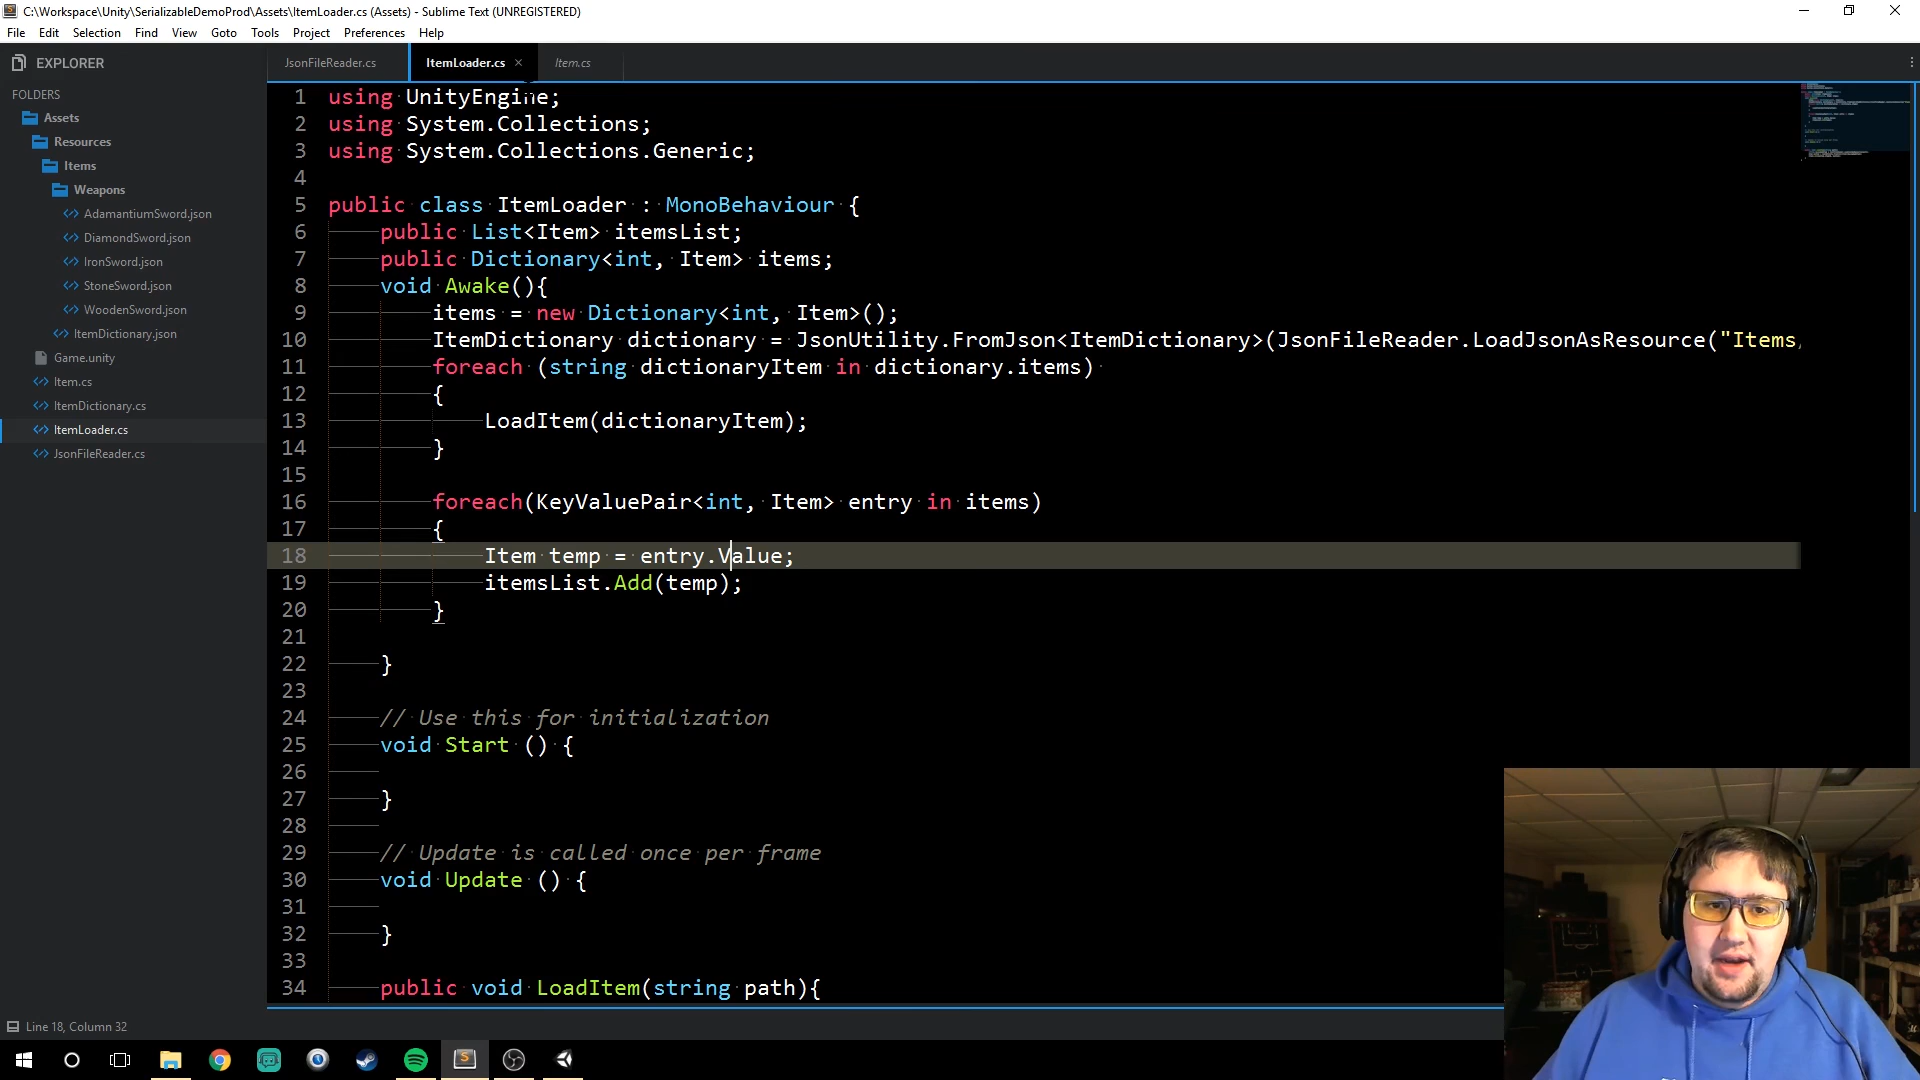 C:\Workspace\Unity\SerializableDemoProd\Assets\ItemLoader.cs (Assets) - Sublime Text (UNREGISTERED)
File Edit Selection Find View Goto Tools Project Preferences Help
EXPLORER
FOLDERS
Assets
Resources
Items
Weapons
AdamantiumSword.json
DiamondSword.json
IronSword.json
StoneSword.json
WoodenSword.json
ItemDictionary.json
Game.unity
Item.cs
ItemDictionary.cs
ItemLoader.cs
JsonFileReader.cs
JsonFileReader.cs ItemLoader.cs × Item.cs
1 using UnityEngine;
2 using System.Collections;
3 using System.Collections.Generic;
4
5 public class ItemLoader : MonoBehaviour {
6 public List<Item> itemsList;
7 public Dictionary<int, Item> items;
8 void Awake(){
9 items = new Dictionary<int, Item>();
10 ItemDictionary dictionary = JsonUtility.FromJson<ItemDictionary>(JsonFileReader.LoadJsonAsResource("Items/
11 foreach (string dictionaryItem in dictionary.items)
12 {
13 LoadItem(dictionaryItem);
14 }
15
16 foreach(KeyValuePair<int, Item> entry in items)
17 {
18 Item temp = entry.Value;
19 itemsList.Add(temp);
20 }
21
22 }
23
24 // Use this for initialization
25 void Start () {
26
27 }
28
29 // Update is called once per frame
30 void Update () {
31
32 }
33
34 public void LoadItem(string path){
Line 18, Column 32